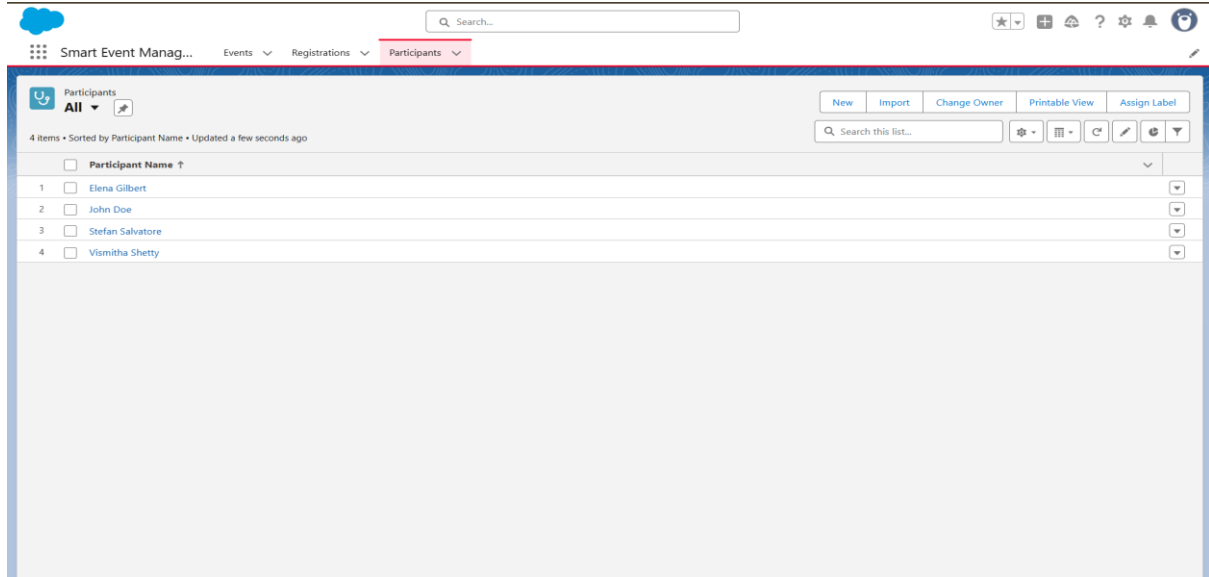 Search...
Smart Event Manag... Events Registrations Participants
Participants
All
New Import Change Owner Printable View Assign Label
4 items • Sorted by Participant Name • Updated a few seconds ago
Search this list...
Participant Name ↑
1 Elena Gilbert
2 John Doe
3 Stefan Salvatore
4 Vismitha Shetty